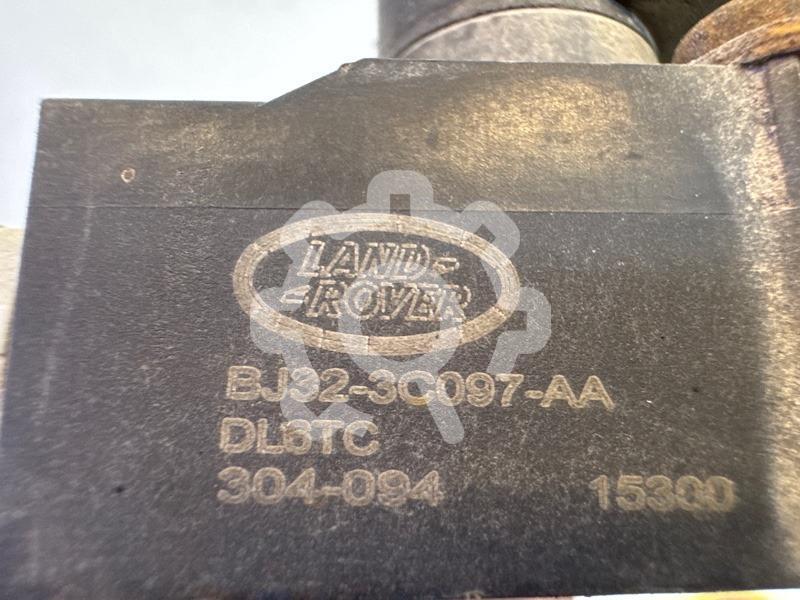 LAND
ROVER
BJ32-3C097-AA
DL6TC
304-094 15300